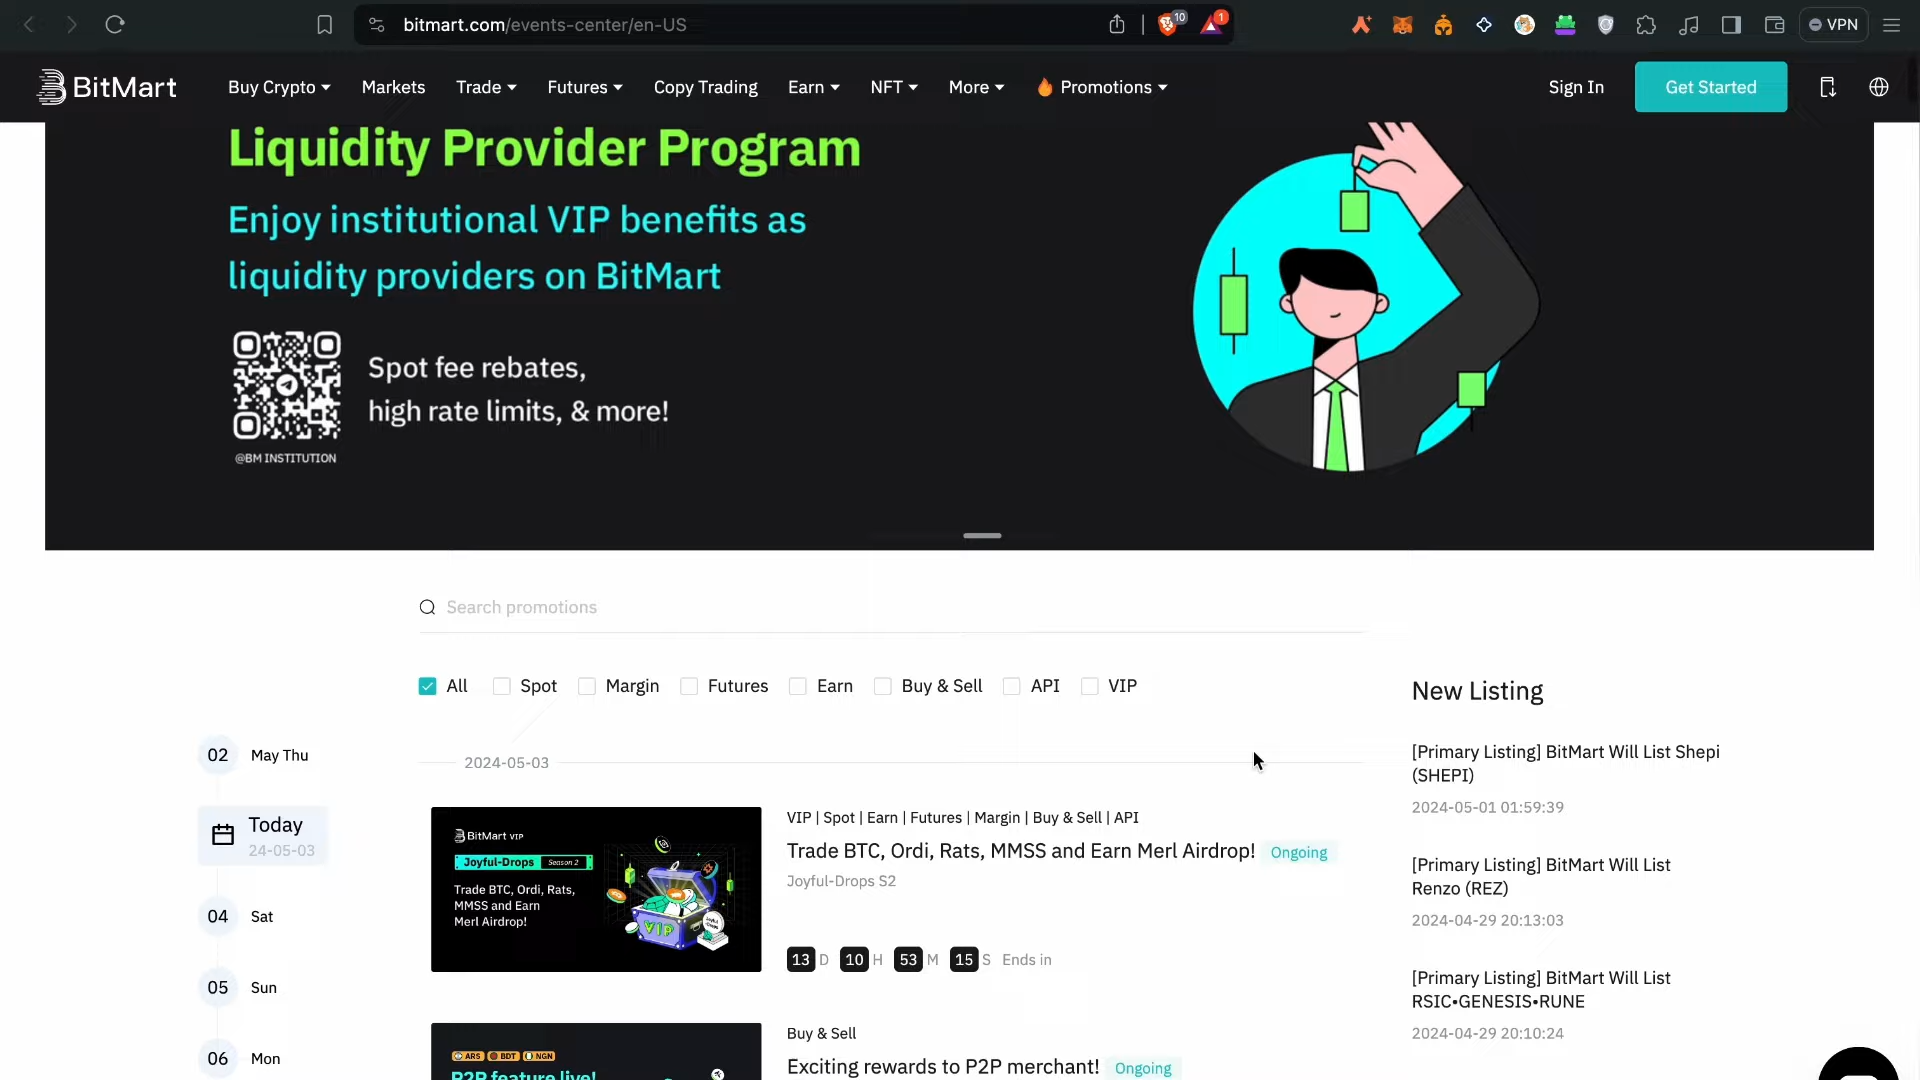 bitmart.com/events-center/en-US
10
1
VPN
BitMart
Buy Crypto
Markets
Trade
Futures
Copy Trading
Earn
NFT
More
Promotions
Sign In
Get Started
Liquidity Provider Program
Enjoy institutional VIP benefits as
liquidity providers on BitMart
Spot fee rebates,
high rate limits, & more!
@BM INSTITUTION
Search promotions
All
Spot
Margin
Futures
Earn
Buy & Sell
API
VIP
02 May Thu
Today
24-05-03
04 Sat
05 Sun
06 Mon
2024-05-03
BitMart VIP
Joyful-Drops Season 2
Trade BTC, Ordi, Rats,
MMSS and Earn
Merl Airdrop!
VIP
VIP | Spot | Earn | Futures | Margin | Buy & Sell | API
Trade BTC, Ordi, Rats, MMSS and Earn Merl Airdrop! Ongoing
Joyful-Drops S2
13 D 10 H 53 M 15 S Ends in
ARS BDT NGN
P2P feature live!
Buy & Sell
Exciting rewards to P2P merchant! Ongoing
New Listing
[Primary Listing] BitMart Will List Shepi
(SHEPI)
2024-05-01 01:59:39
[Primary Listing] BitMart Will List
Renzo (REZ)
2024-04-29 20:13:03
[Primary Listing] BitMart Will List
RSIC•GENESIS•RUNE
2024-04-29 20:10:24